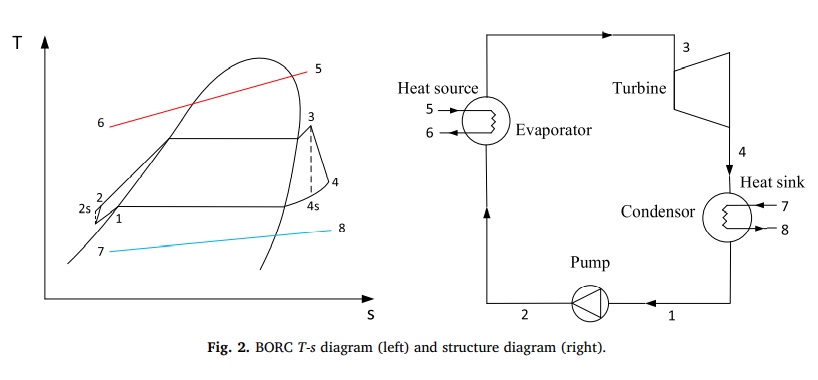 T
5
6
3
2
2s
1
4
4s
8
7
s
3
Heat source
Turbine
5
6
Evaporator
4
Heat sink
7
Condensor
8
Pump
2
1
Fig. 2. BORC T-s diagram (left) and structure diagram (right).